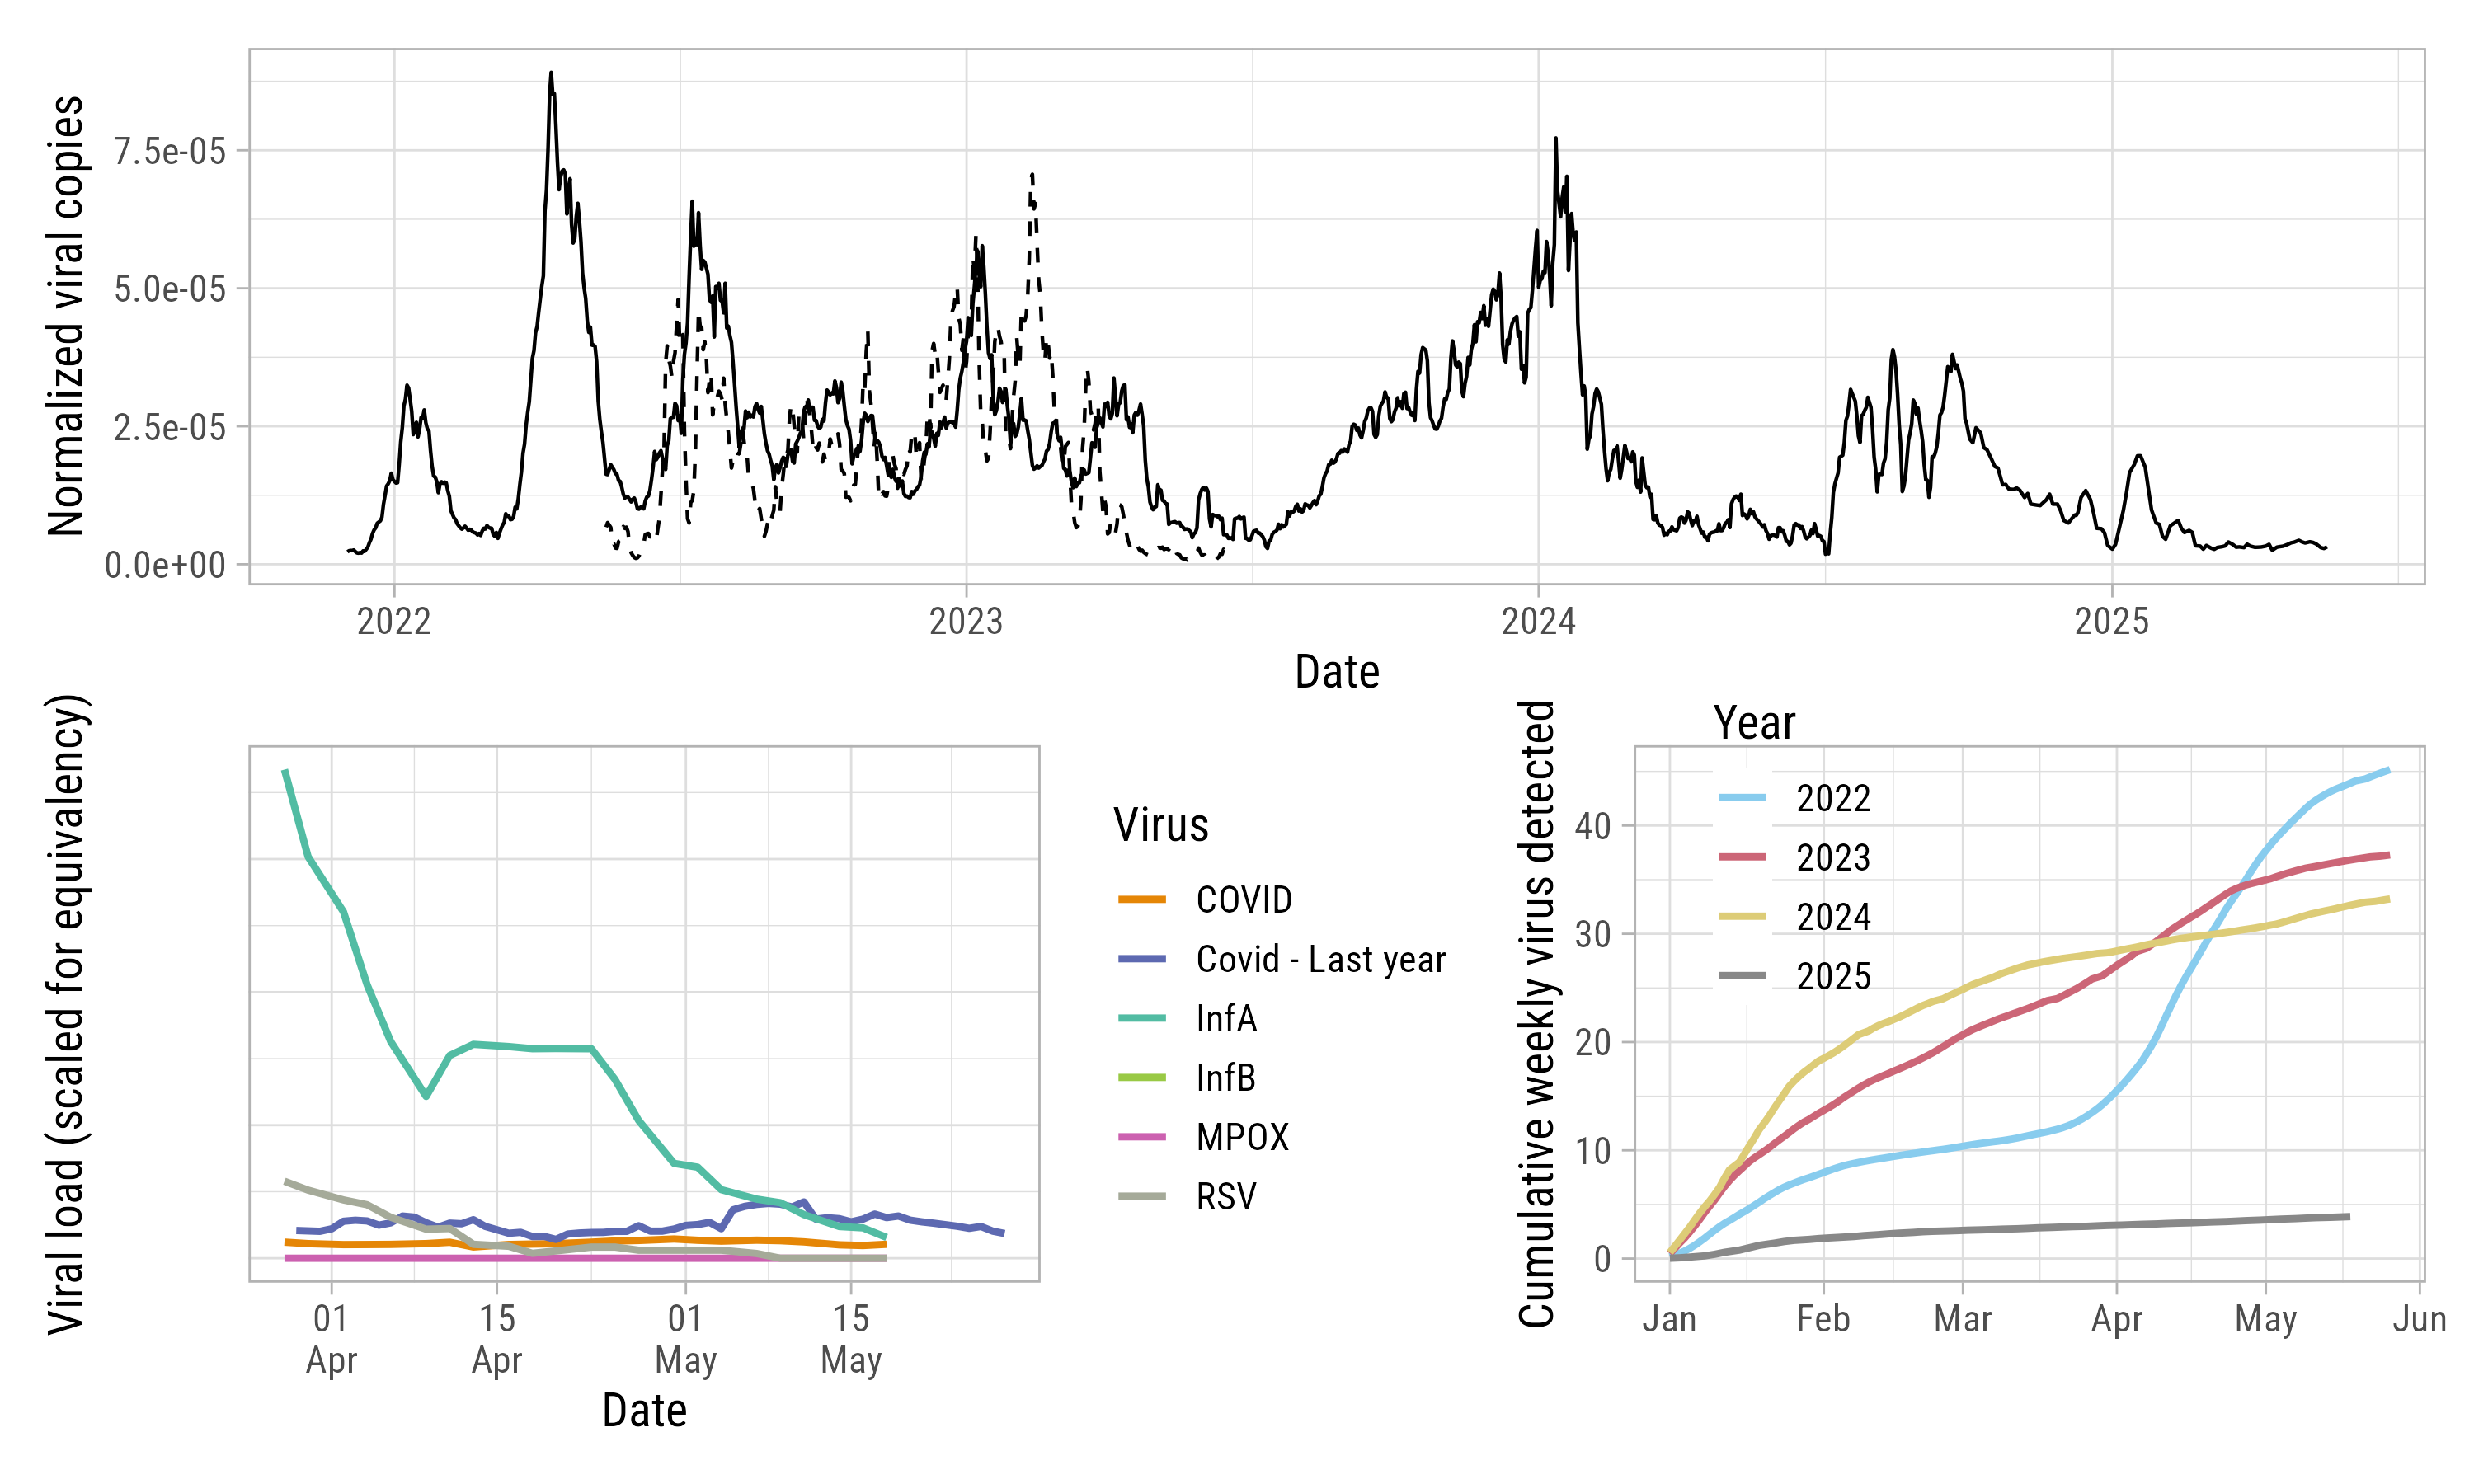 Normalized viral copies
7.5e-05
5.0e-05
2.5e-05
0.0e+00
2022
2023
2024
2025
Date
Viral load (scaled for equivalency)
01
Apr
15
Apr
01
May
15
May
Date
Virus
COVID
Covid - Last year
InfA
InfB
MPOX
RSV
Cumulative weekly virus detected
Year
2022
2023
2024
2025
40
30
20
10
0
Jan
Feb
Mar
Apr
May
Jun